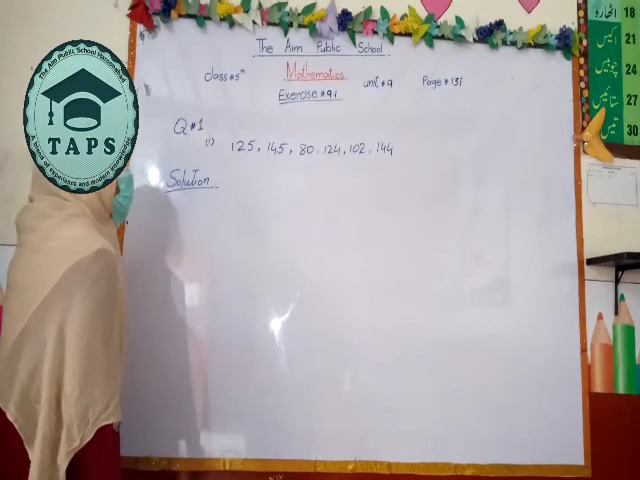 The Aim Public School
Class # 5th Mathematics unit # 9 Page # 131
Exercise # 9.1
Q # 1
(i) 125, 145, 80, 124, 102, 144
Solution
The Aim Public School
TAPS
A blend of experience and modern knowledge
اٹھارہ 18
اکیس 21
چوبیس 24
ستائیس 27
تیس 30